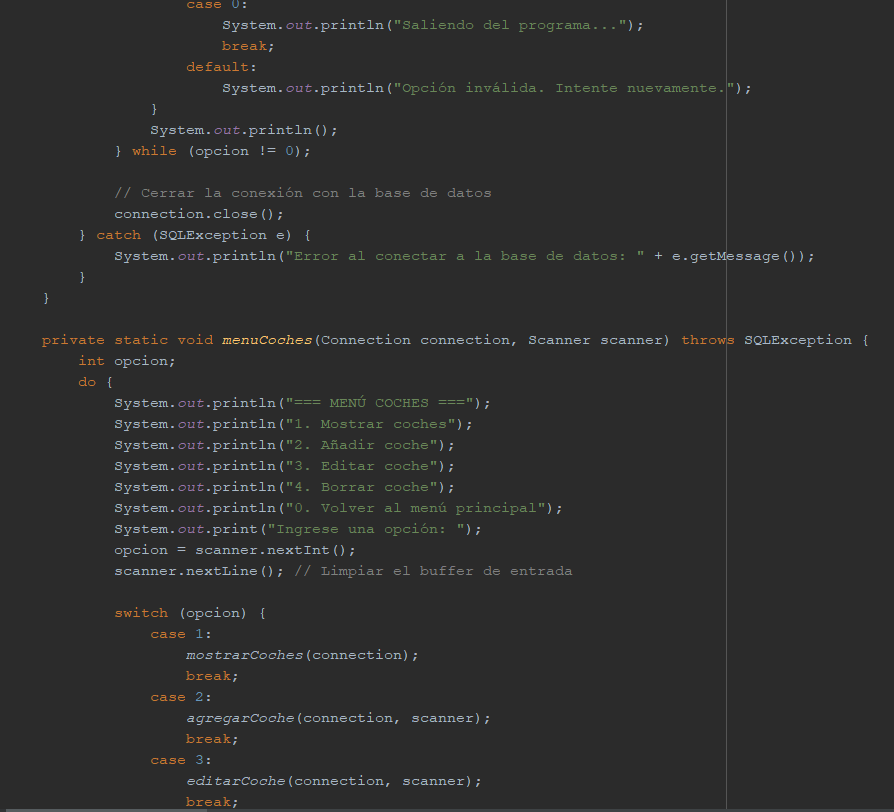 case 0:
System.out.println("Saliendo del programa...");
break;
default:
System.out.println("Opción inválida. Intente nuevamente.");
}
System.out.println();
} while (opcion != 0);
// Cerrar la conexión con la base de datos
connection.close();
} catch (SQLException e) {
System.out.println("Error al conectar a la base de datos: " + e.getMessage());
}
}
private static void menuCoches(Connection connection, Scanner scanner) throws SQLException {
int opcion;
do {
System.out.println("=== MENÚ COCHES ===");
System.out.println("1. Mostrar coches");
System.out.println("2. Añadir coche");
System.out.println("3. Editar coche");
System.out.println("4. Borrar coche");
System.out.println("0. Volver al menú principal");
System.out.print("Ingrese una opción: ");
opcion = scanner.nextInt();
scanner.nextLine(); // Limpiar el buffer de entrada
switch (opcion) {
case 1:
mostrarCoches(connection);
break;
case 2:
agregarCoche(connection, scanner);
break;
case 3:
editarCoche(connection, scanner);
break;